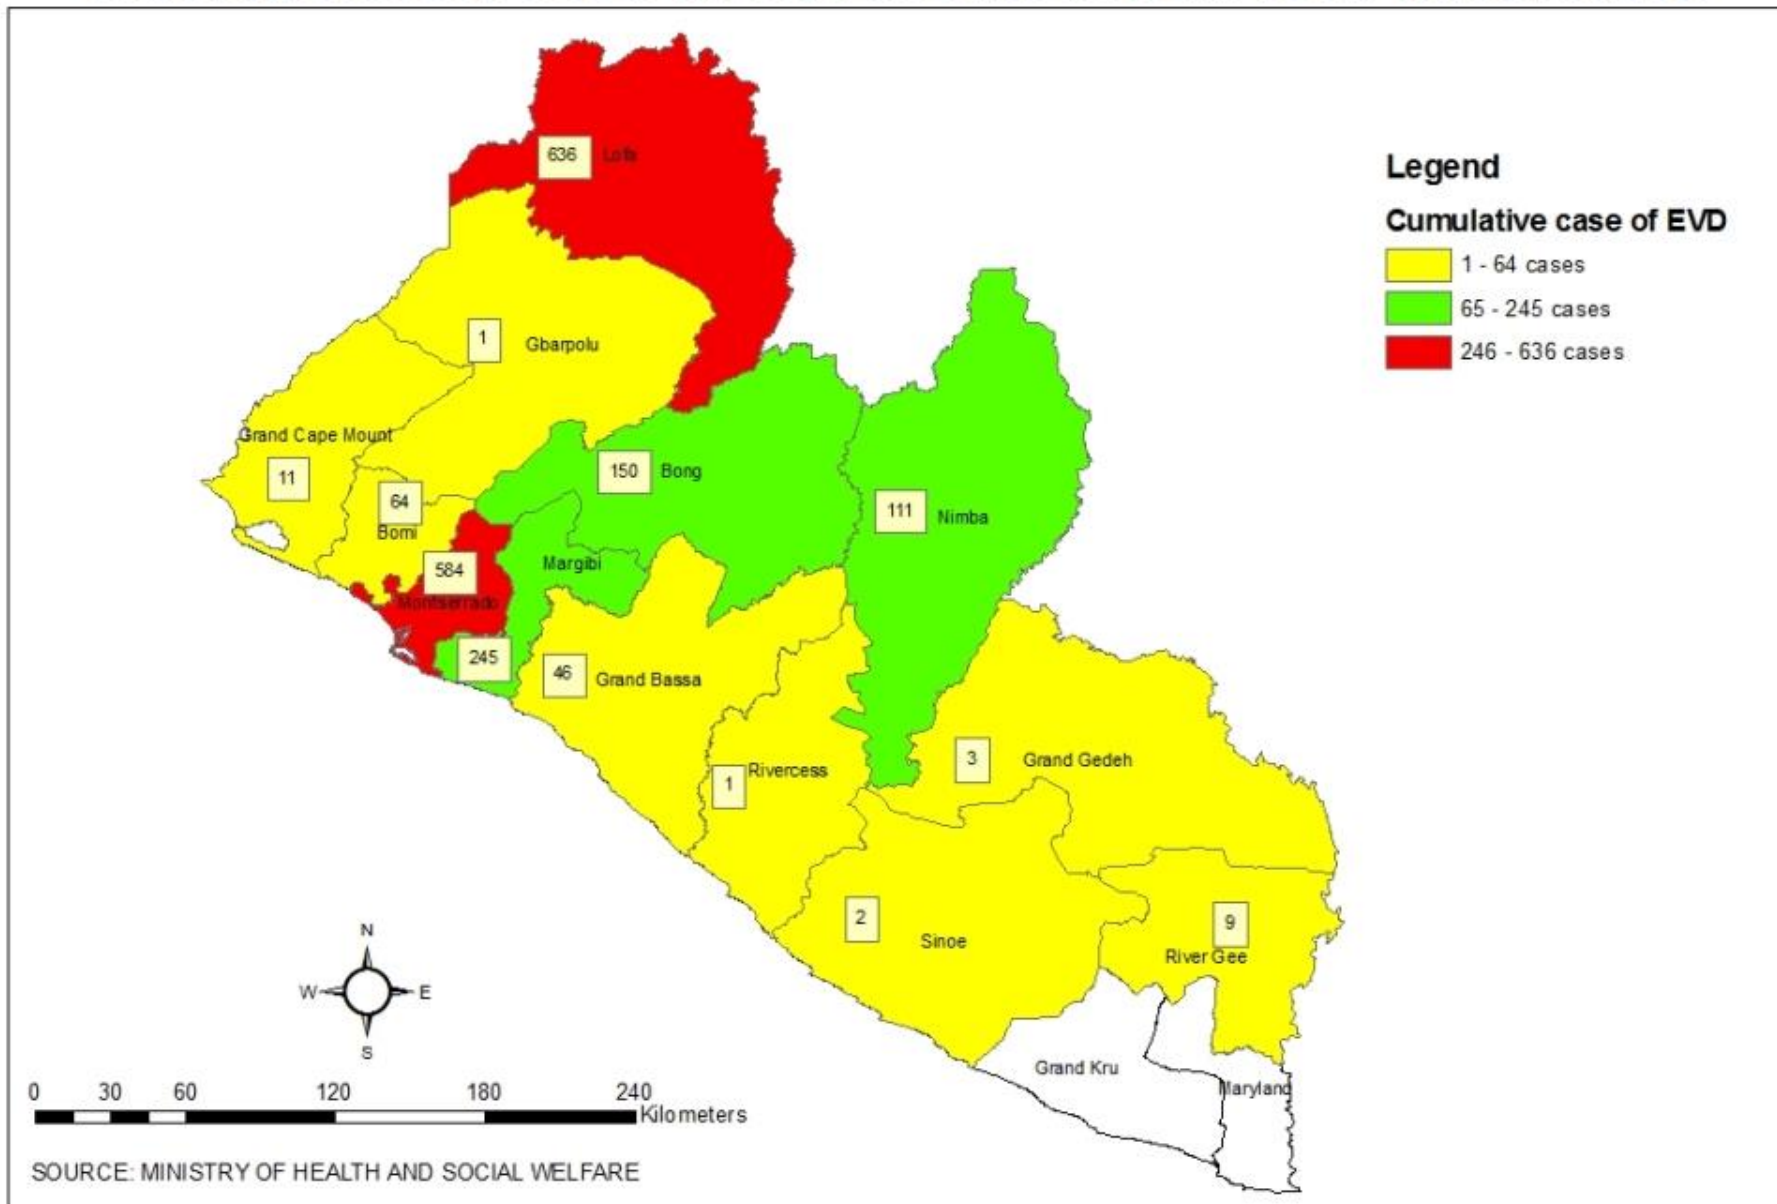 636 Lofa
Legend
Cumulative case of EVD
1 - 64 cases
65 - 245 cases
246 - 636 cases
1 Gbarpolu
Grand Cape Mount
11
150 Bong
64
Bomi
111 Nimba
584
Margibi
Montserrado
245
46 Grand Bassa
3 Grand Gedeh
1 Rivercess
2 Sinoe
9
River Gee
N
W E
S
Grand Kru
Maryland
0 30 60 120 180 240
Kilometers
SOURCE: MINISTRY OF HEALTH AND SOCIAL WELFARE